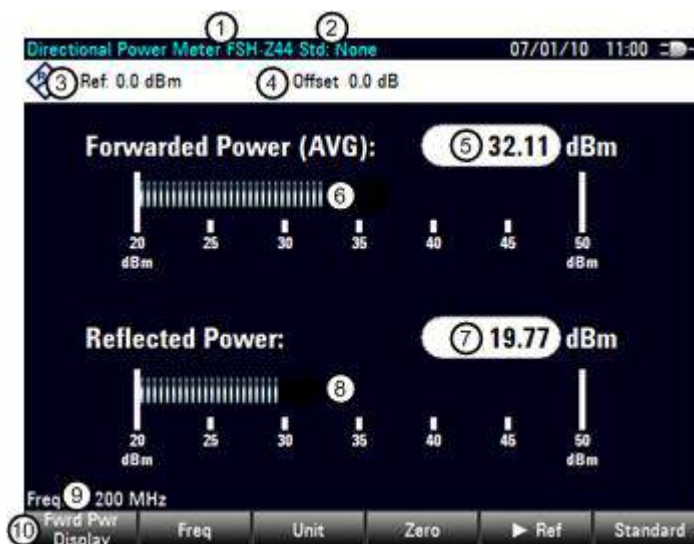 ① ②
Directional Power Meter FSH-Z44 Std: None 07/01/10 11:00
③ Ref: 0.0 dBm ④ Offset 0.0 dB
Forwarded Power (AVG): ⑤ 32.11 dBm
⑥
20 25 30 35 40 45 50
dBm dBm
Reflected Power: ⑦ 19.77 dBm
⑧
20 25 30 35 40 45 50
dBm dBm
Freq ⑨ 200 MHz
⑩ Fwrd Pwr
Display Freq Unit Zero ► Ref Standard